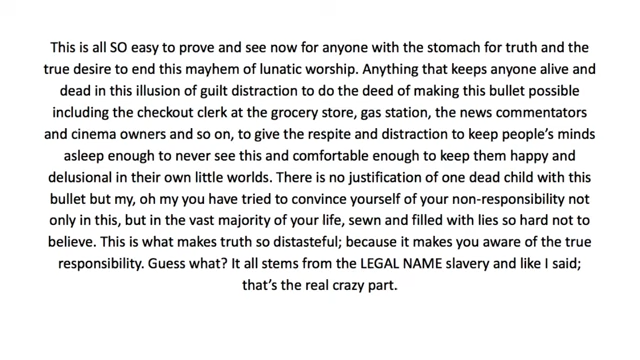 This is all SO easy to prove and see now for anyone with the stomach for truth and the
true desire to end this mayhem of lunatic worship. Anything that keeps anyone alive and
dead in this illusion of guilt distraction to do the deed of making this bullet possible
including the checkout clerk at the grocery store, gas station, the news commentators
and cinema owners and so on, to give the respite and distraction to keep people's minds
asleep enough to never see this and comfortable enough to keep them happy and
delusional in their own little worlds. There is no justification of one dead child with this
bullet but my, oh my you have tried to convince yourself of your non-responsibility not
only in this, but in the vast majority of your life, sewn and filled with lies so hard not to
believe. This is what makes truth so distasteful; because it makes you aware of the true
responsibility. Guess what? It all stems from the LEGAL NAME slavery and like I said;
that's the real crazy part.